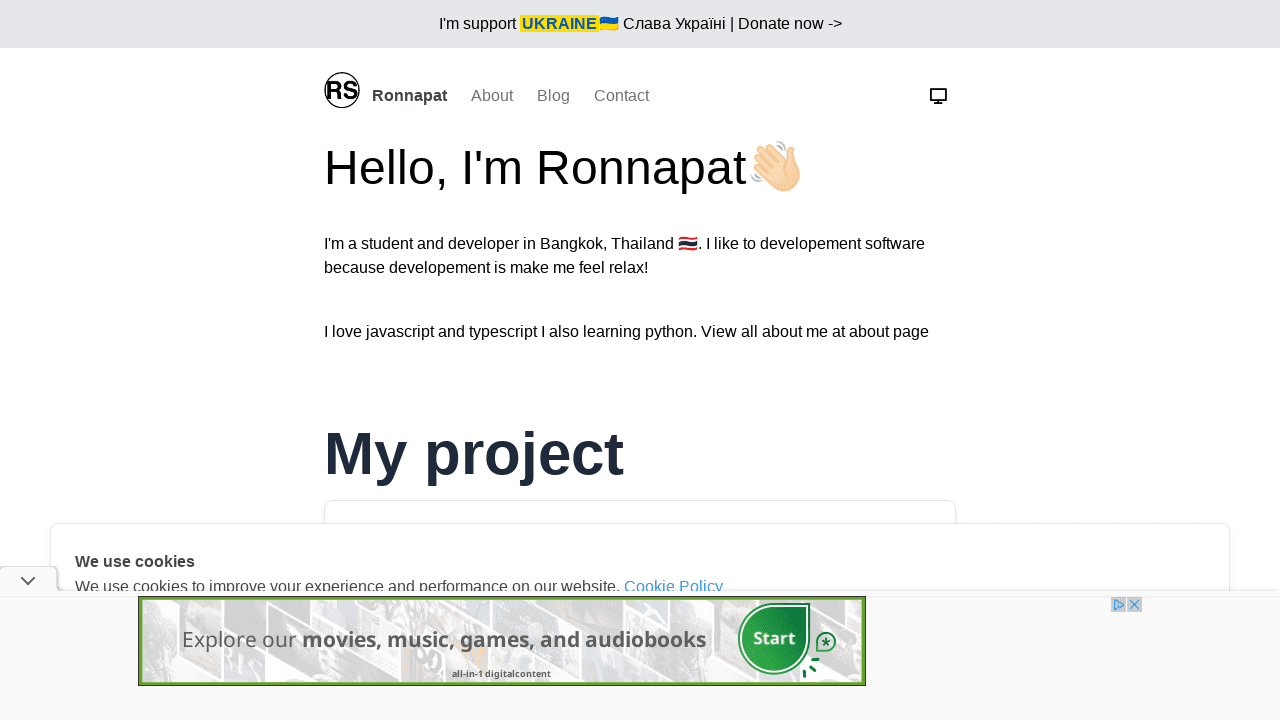 I'm support UKRAINE🇺🇦 Слава Україні | Donate now ->
RS
Ronnapat About Blog Contact
Hello, I'm Ronnapat👋🏻
I'm a student and developer in Bangkok, Thailand 🇹🇭. I like to developement software
because developement is make me feel relax!
I love javascript and typescript I also learning python. View all about me at about page
My project
We use cookies
We use cookies to improve your experience and performance on our website. Cookie Policy
Explore our movies, music, games, and audiobooks
Start
all-in-1 digitalcontent